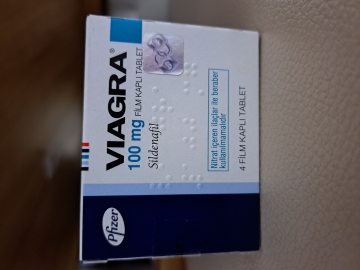 VIAGRA®
100 mg FİLM KAPLI TABLET
Sildenafil
Nitrat içeren ilaçlar ile beraber
kullanılmamalıdır
4 FİLM KAPLI TABLET
Pfizer